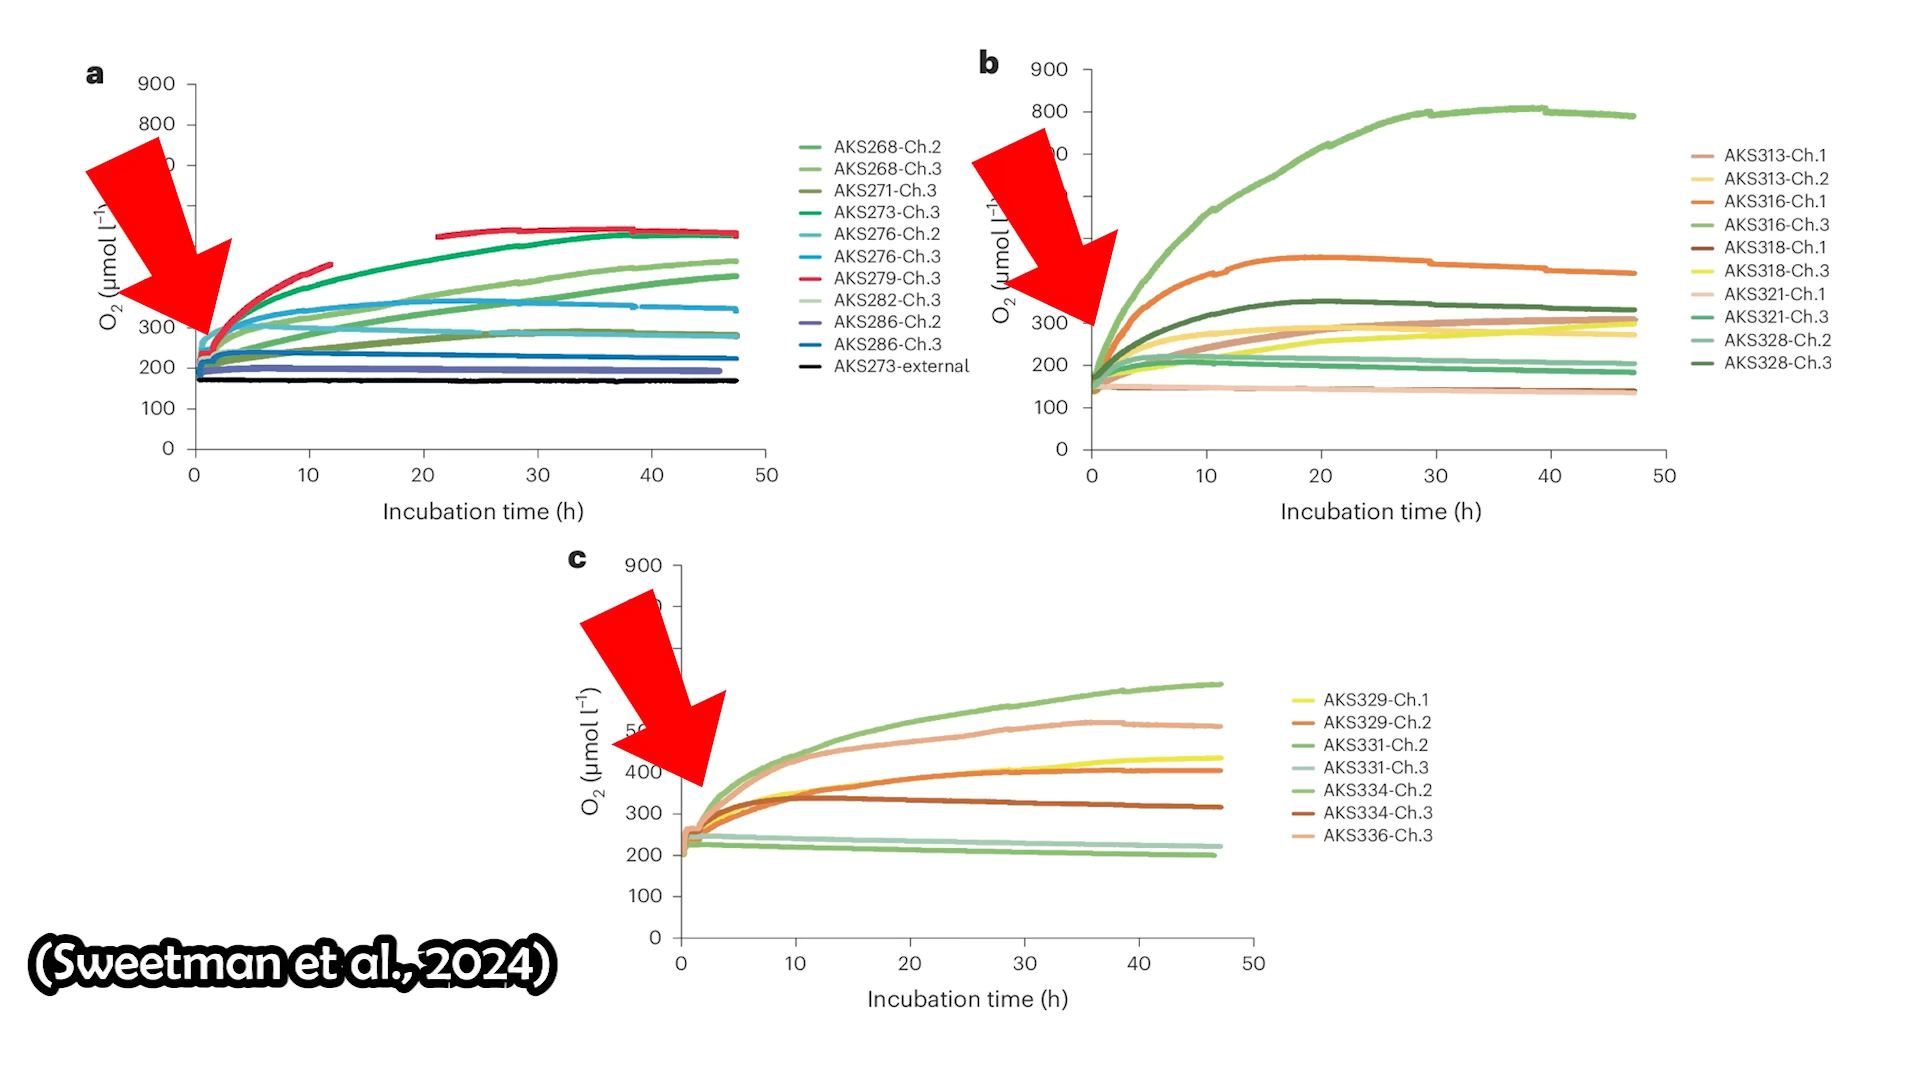 a
900
800
300
200
100
0
0 10 20 30 40 50
O2 (µmol l−1)
Incubation time (h)
AKS268-Ch.2
AKS268-Ch.3
AKS271-Ch.3
AKS273-Ch.3
AKS276-Ch.2
AKS276-Ch.3
AKS279-Ch.3
AKS282-Ch.3
AKS286-Ch.2
AKS286-Ch.3
AKS273-external
b
900
800
300
200
100
0
0 10 20 30 40 50
O2 (µmol l−1)
Incubation time (h)
AKS313-Ch.1
AKS313-Ch.2
AKS316-Ch.1
AKS316-Ch.3
AKS318-Ch.1
AKS318-Ch.3
AKS321-Ch.1
AKS321-Ch.3
AKS328-Ch.2
AKS328-Ch.3
c
900
400
300
200
100
0
0 10 20 30 40 50
O2 (µmol l−1)
Incubation time (h)
AKS329-Ch.1
AKS329-Ch.2
AKS331-Ch.2
AKS331-Ch.3
AKS334-Ch.2
AKS334-Ch.3
AKS336-Ch.3
(Sweetman et al., 2024)